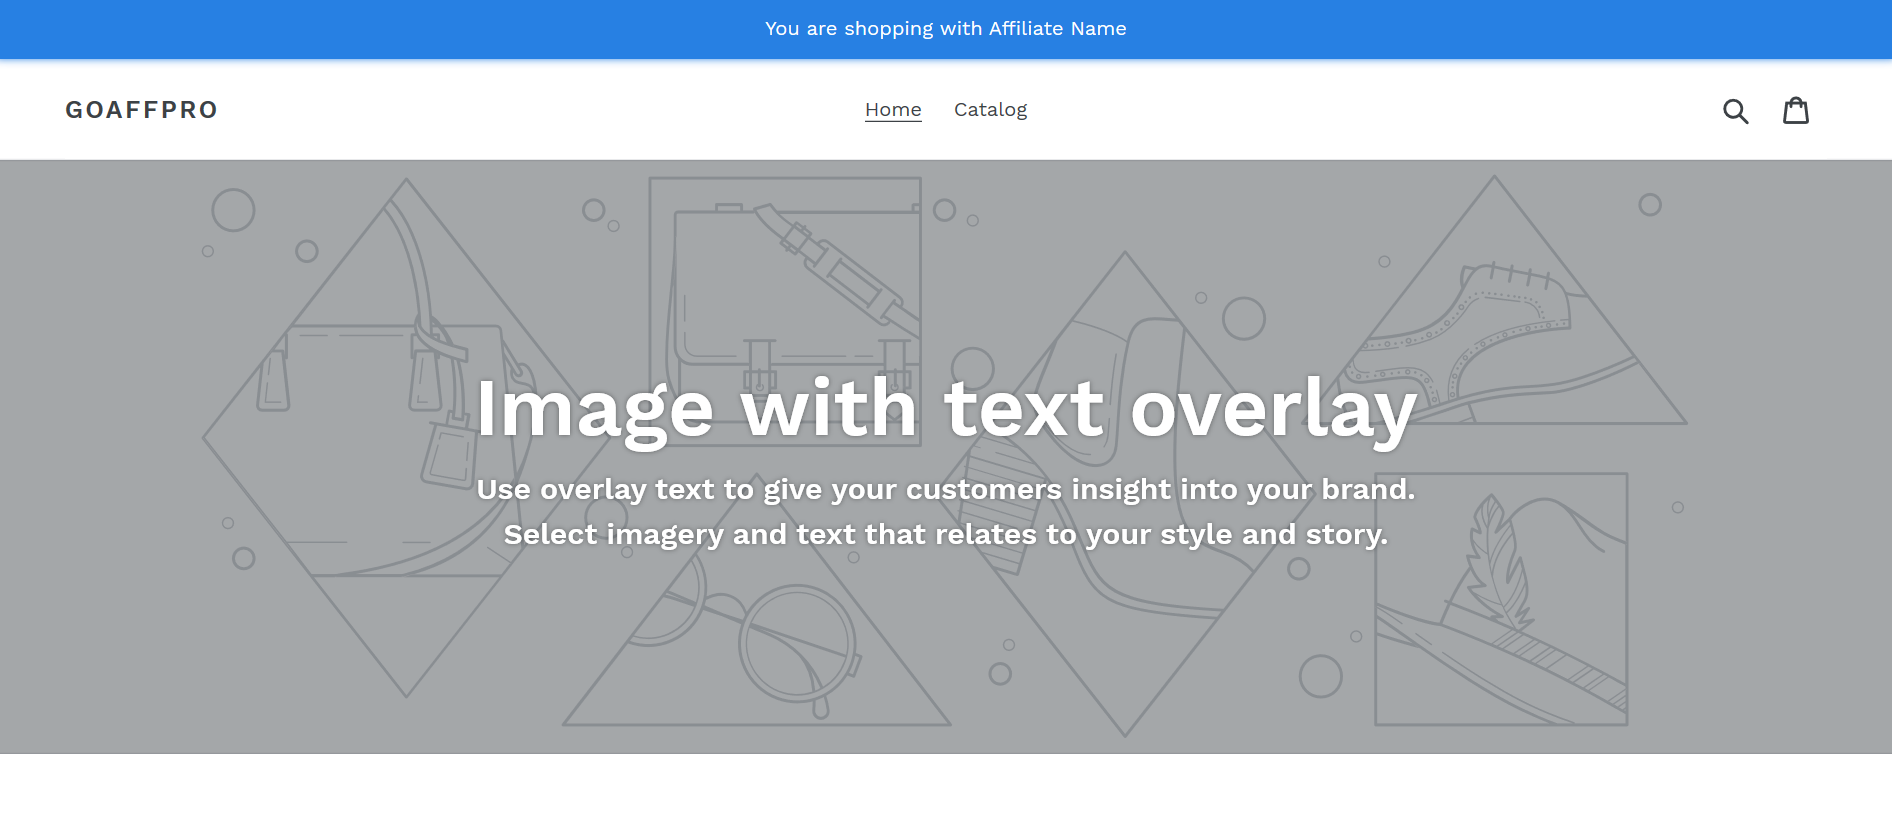 You are shopping with Affiliate Name
GOAFFPRO
Home
Catalog
Image with text overlay
Use overlay text to give your customers insight into your brand.
Select imagery and text that relates to your style and story.